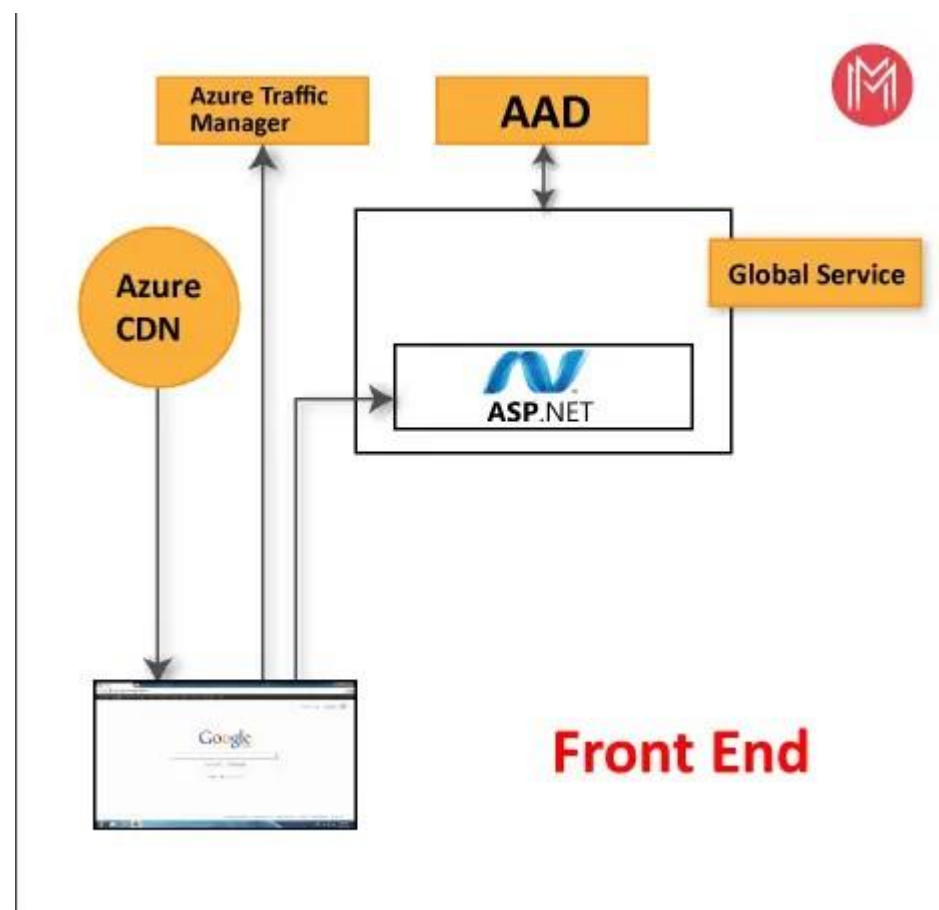 Azure Traffic
Manager
AAD
Azure
CDN
Global Service
ASP.NET
Google
Front End